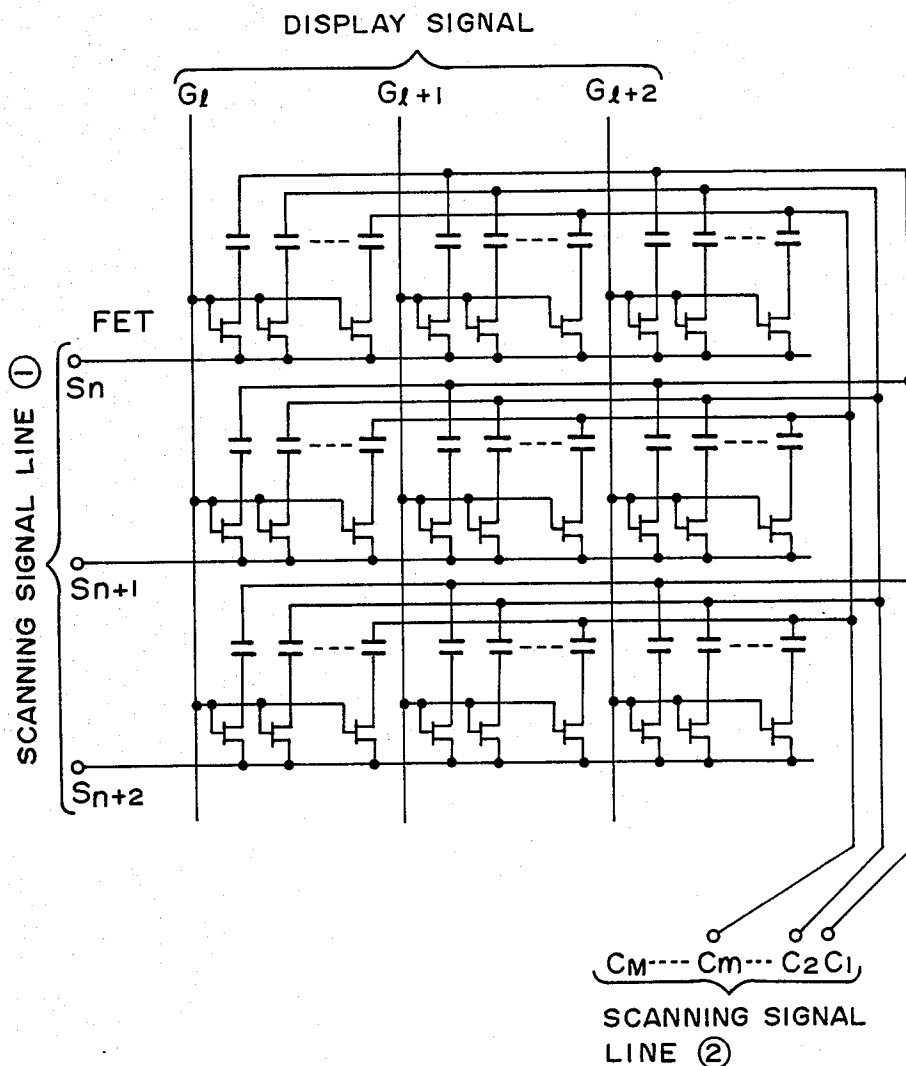 DISPLAY SIGNAL
Gℓ Gℓ+1 Gℓ+2
FET
SCANNING SIGNAL LINE ①
Sn
Sn+1
Sn+2
CM---- Cm--- C2 C1
SCANNING SIGNAL
LINE ②